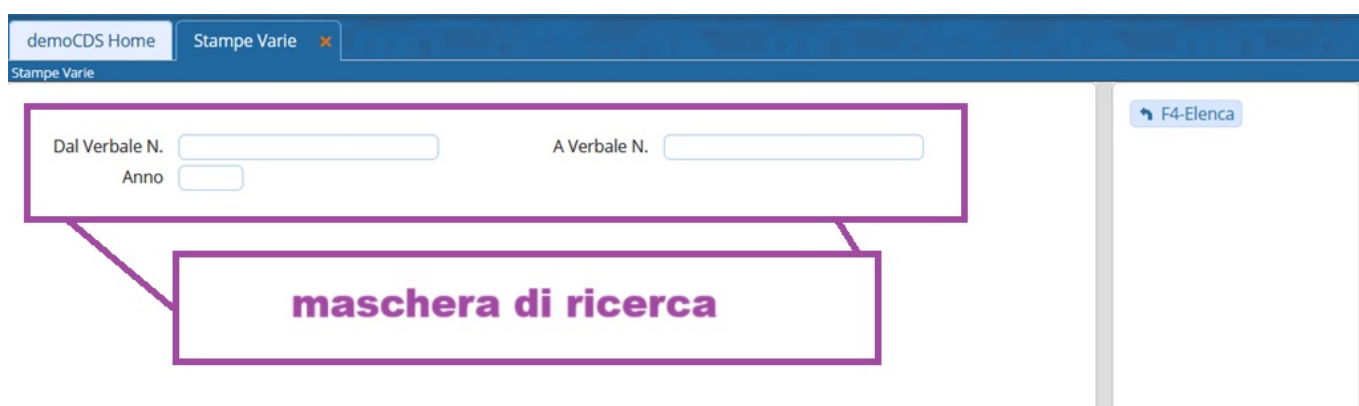 demoCDS Home Stampe Varie ×
Stampe Varie
F4-Elenca
Dal Verbale N. A Verbale N.
Anno
maschera di ricerca